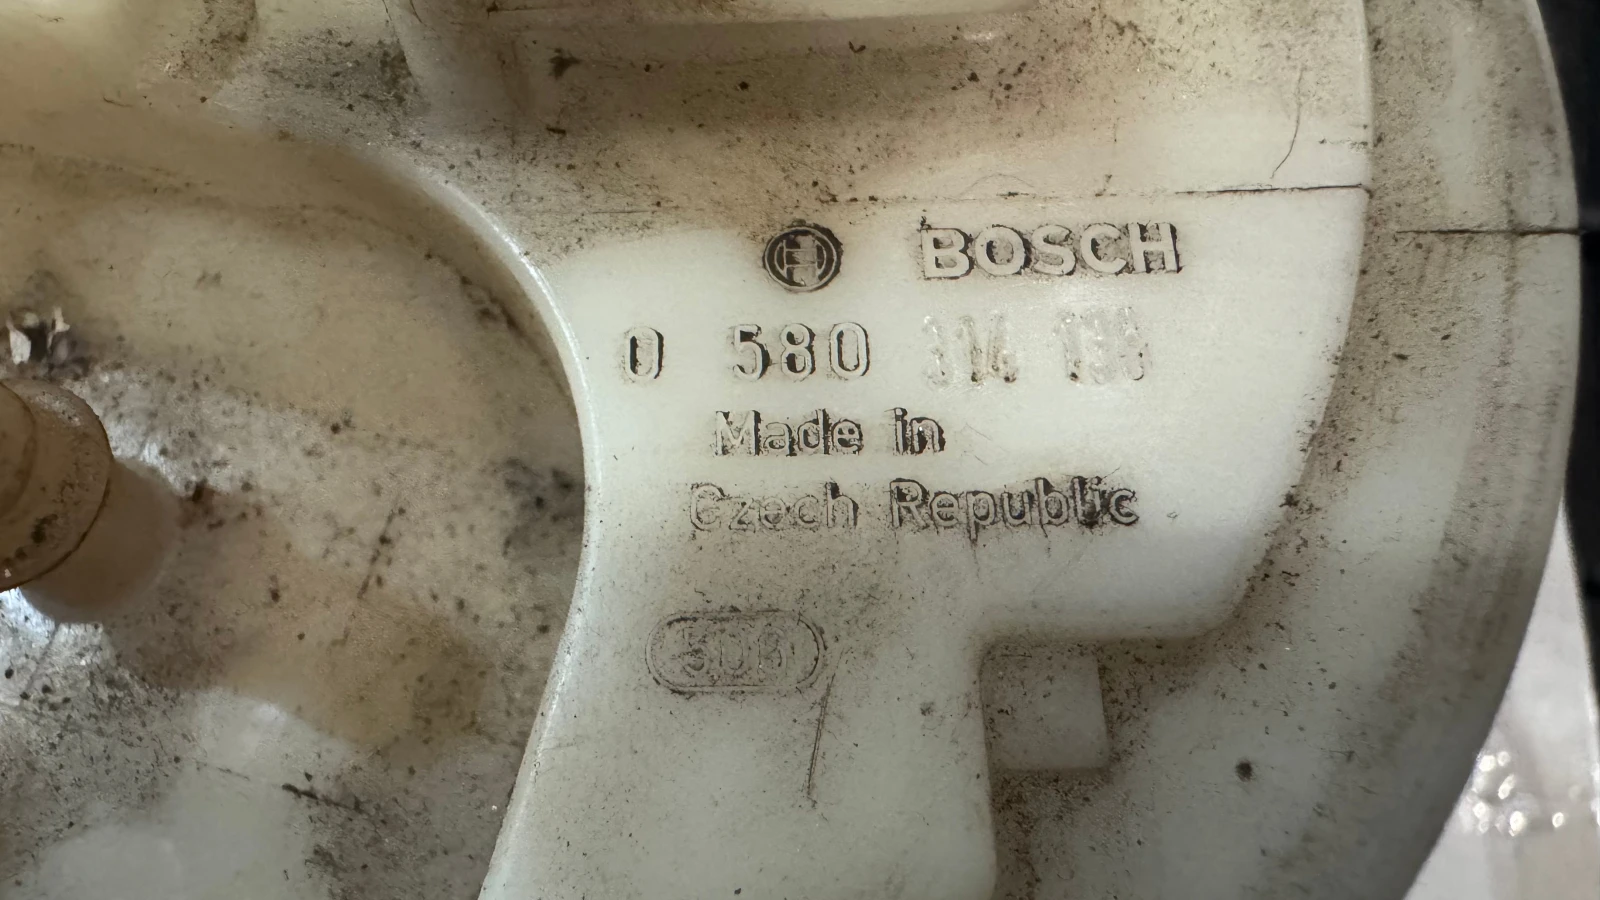 BOSCH
0 580
Made in
Czech Republic